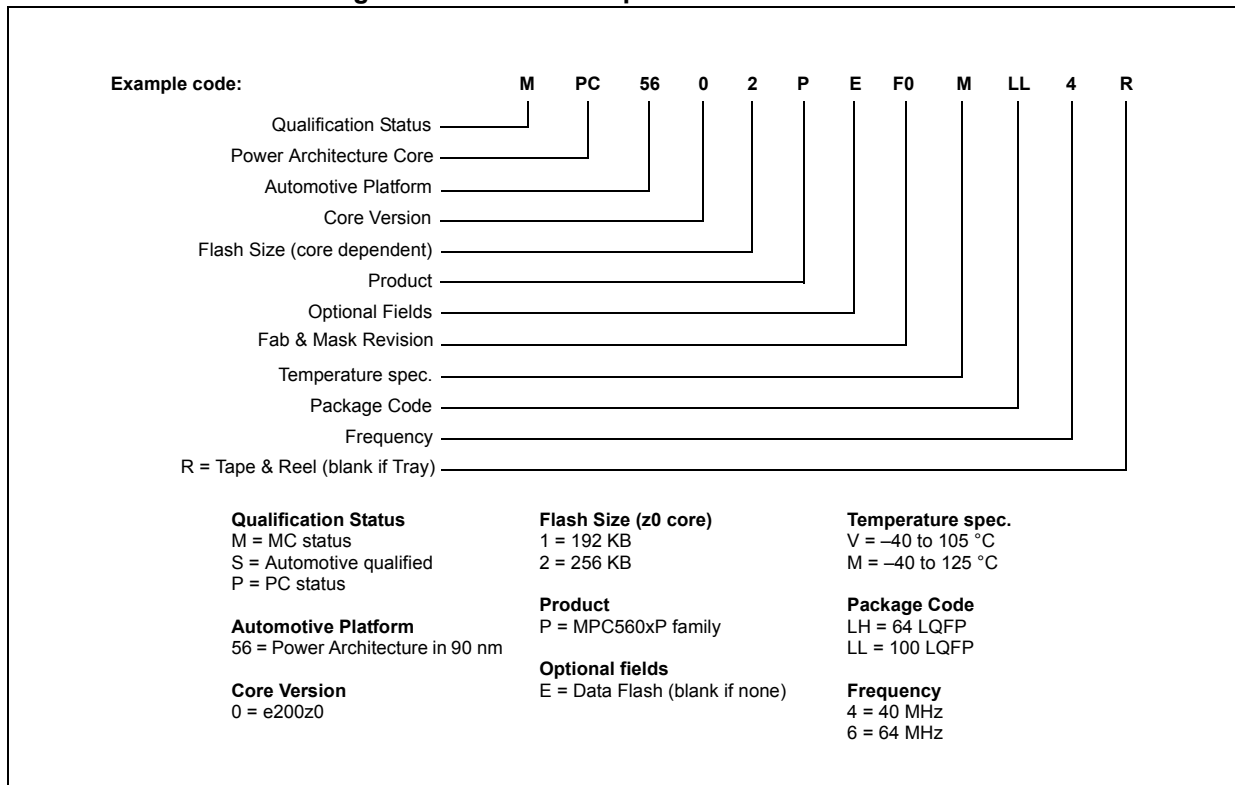 Example code: M PC 56 0 2 P E F0 M LL 4 R
Qualification Status
Power Architecture Core
Automotive Platform
Core Version
Flash Size (core dependent)
Product
Optional Fields
Fab & Mask Revision
Temperature spec.
Package Code
Frequency
R = Tape & Reel (blank if Tray)
Qualification Status
M = MC status
S = Automotive qualified
P = PC status
Automotive Platform
56 = Power Architecture in 90 nm
Core Version
0 = e200z0
Flash Size (z0 core)
1 = 192 KB
2 = 256 KB
Product
P = MPC560xP family
Optional fields
E = Data Flash (blank if none)
Temperature spec.
V = –40 to 105 °C
M = –40 to 125 °C
Package Code
LH = 64 LQFP
LL = 100 LQFP
Frequency
4 = 40 MHz
6 = 64 MHz